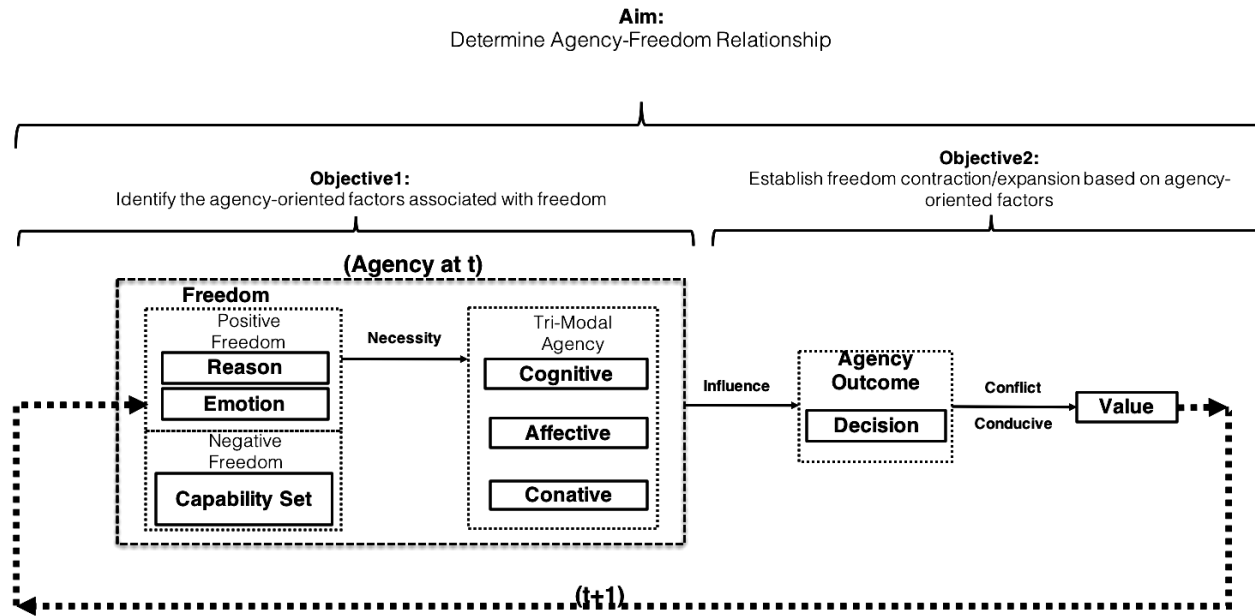 Aim:
Determine Agency-Freedom Relationship
Objective1:
Identify the agency-oriented factors associated with freedom
Objective2:
Establish freedom contraction/expansion based on agency-
oriented factors
(Agency at t)
Freedom
Positive
Freedom
Reason
Emotion
Negative
Freedom
Capability Set
Necessity
Tri-Modal
Agency
Cognitive
Affective
Conative
Influence
Agency
Outcome
Decision
Conflict
Conducive
Value
(t+1)